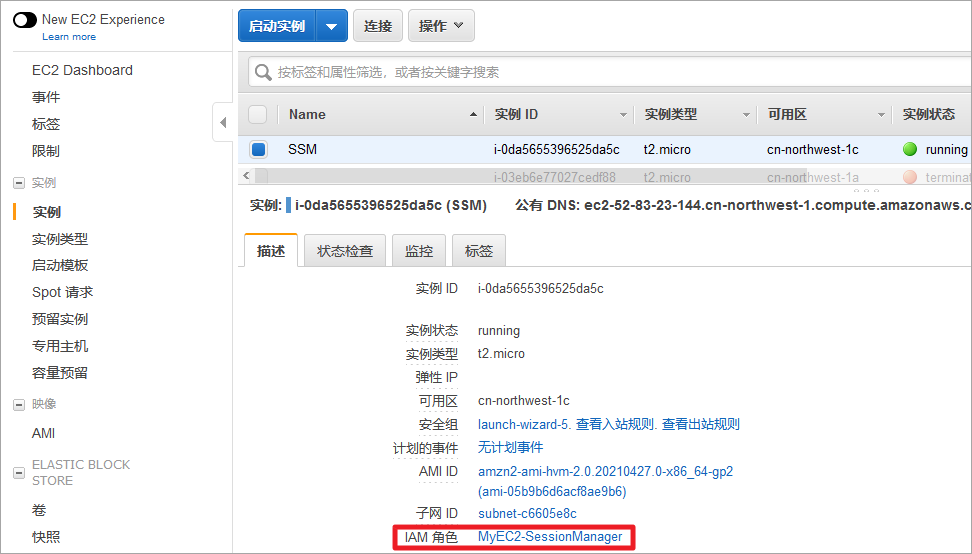 New EC2 Experience
Learn more
EC2 Dashboard
事件
标签
限制
实例
实例
实例类型
启动模板
Spot 请求
预留实例
专用主机
容量预留
映像
AMI
ELASTIC BLOCK
STORE
卷
快照
启动实例 连接 操作
按标签和属性筛选，或者按关键字搜索
Name 实例 ID 实例类型 可用区 实例状态
SSM i-0da5655396525da5c t2.micro cn-northwest-1c running
i-03eb6e77027cedf88 t2.micro cn-northwest-1a termina
实例: i-0da5655396525da5c (SSM) 公有 DNS: ec2-52-83-23-144.cn-northwest-1.compute.amazonaws.c
描述 状态检查 监控 标签
实例 ID i-0da5655396525da5c
实例状态 running
实例类型 t2.micro
弹性 IP
可用区 cn-northwest-1c
安全组 launch-wizard-5. 查看入站规则. 查看出站规则
计划的事件 无计划事件
AMI ID amzn2-ami-hvm-2.0.20210427.0-x86_64-gp2
(ami-05b9b6d6acf8ae9b6)
子网 ID subnet-c6605e8c
IAM 角色 MyEC2-SessionManager